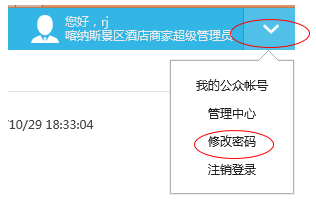 您好，rj
喀纳斯景区酒店商家超级管理员
我的公众帐号
管理中心
/10/29 18:33:04
修改密码
注销登录